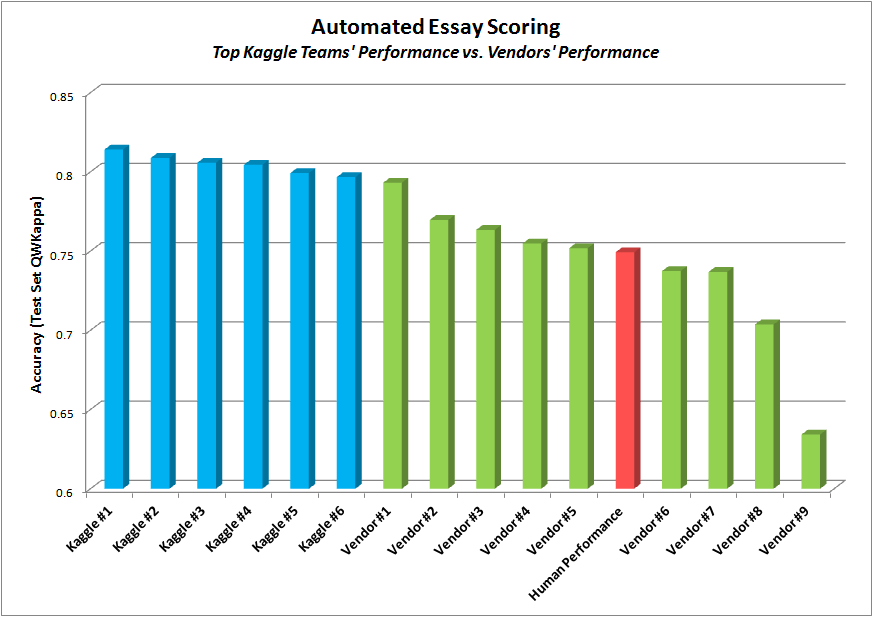 Automated Essay Scoring
Top Kaggle Teams' Performance vs. Vendors' Performance
Accuracy (Test Set QWKappa)
0.85
0.8
0.75
0.7
0.65
0.6
Kaggle #1
Kaggle #2
Kaggle #3
Kaggle #4
Kaggle #5
Kaggle #6
Vendor #1
Vendor #2
Vendor #3
Vendor #4
Vendor #5
Human Performance
Vendor #6
Vendor #7
Vendor #8
Vendor #9